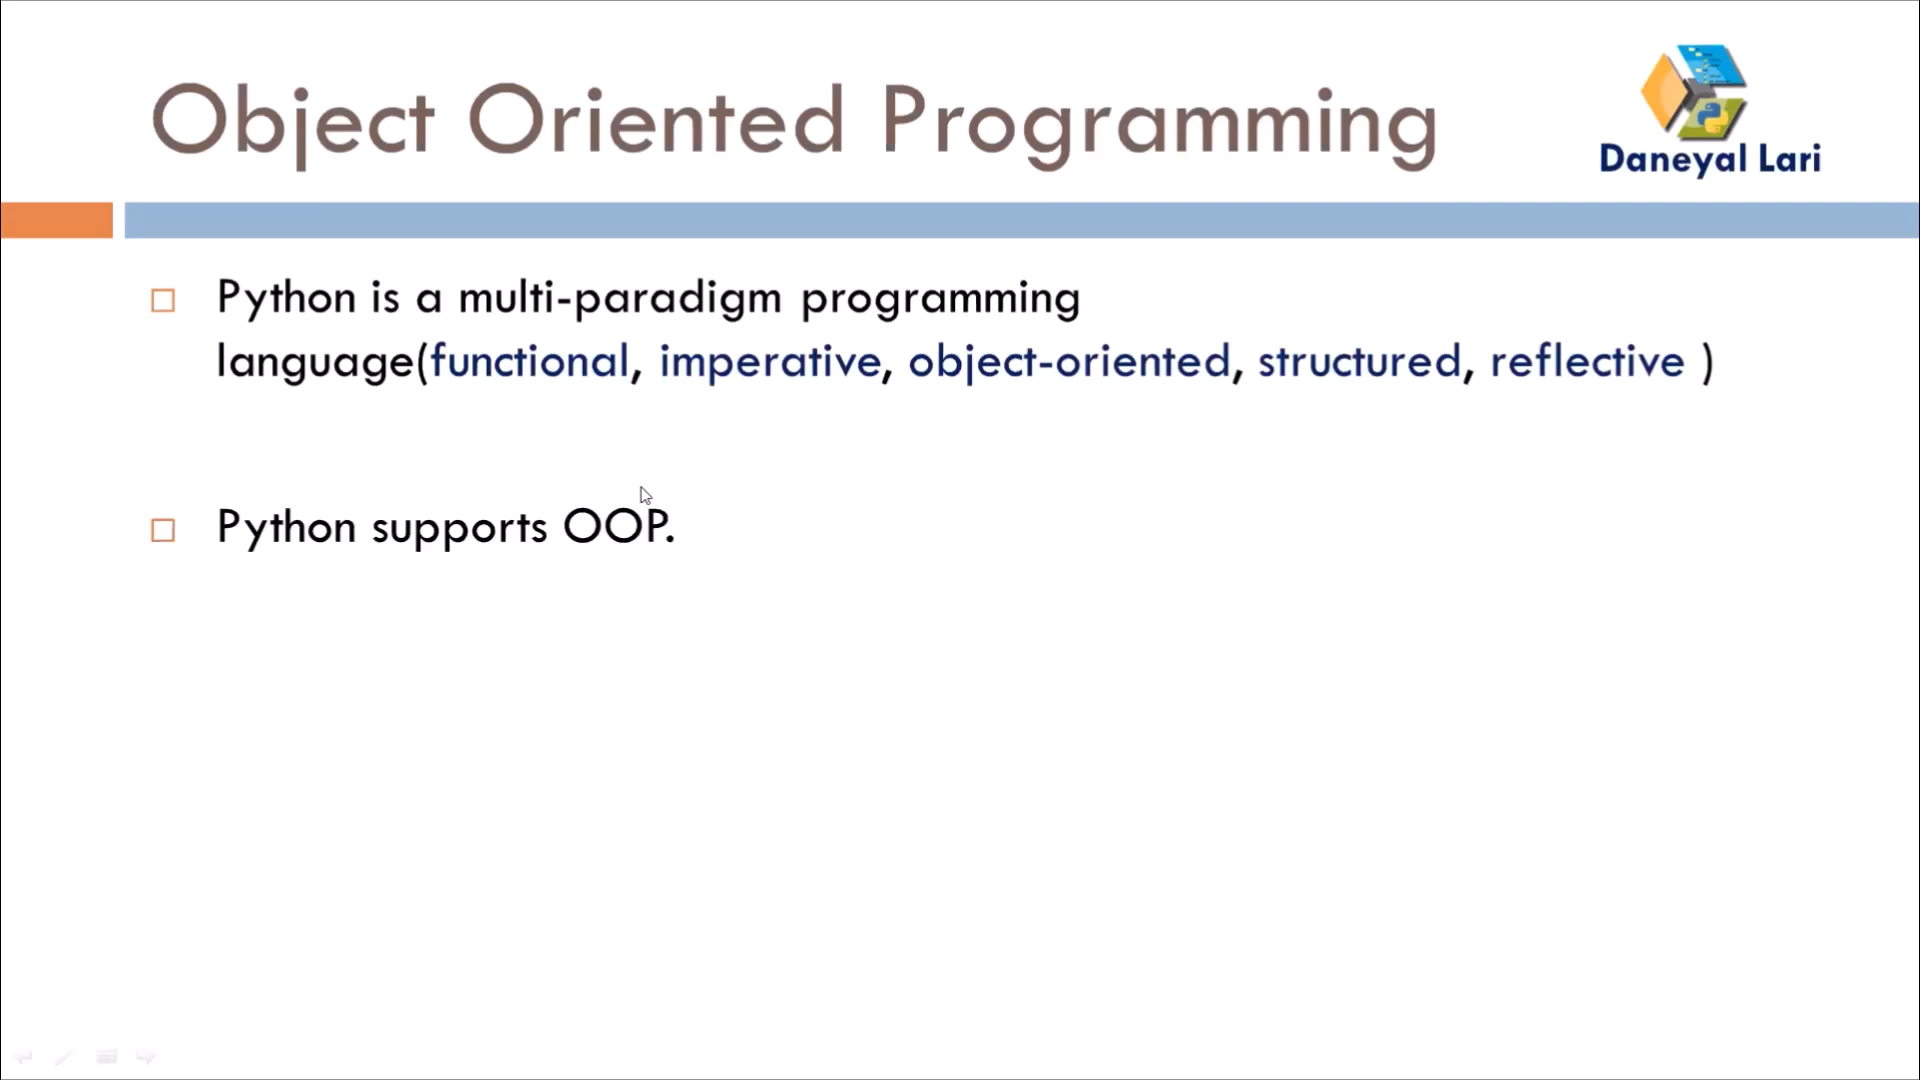 Object Oriented Programming
Daneyal Lari
Python is a multi-paradigm programming
language(functional, imperative, object-oriented, structured, reflective )
Python supports OOP.